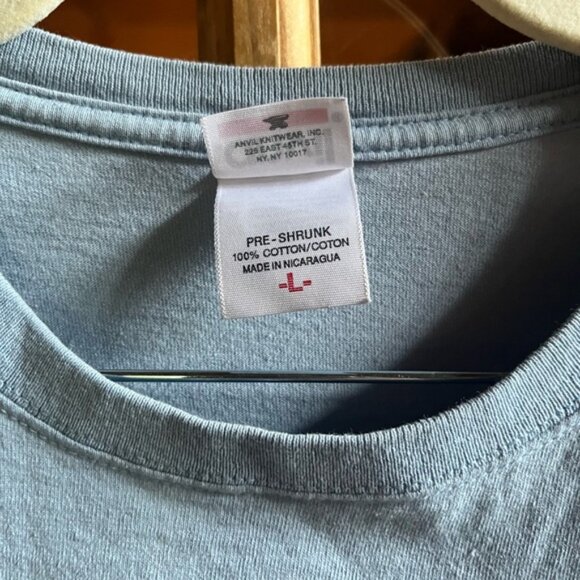 ANVIL KNITWEAR, INC.
228 EAST 45TH ST.
NY, NY 10017
PRE-SHRUNK
100% COTTON/COTON
MADE IN NICARAGUA
-L-